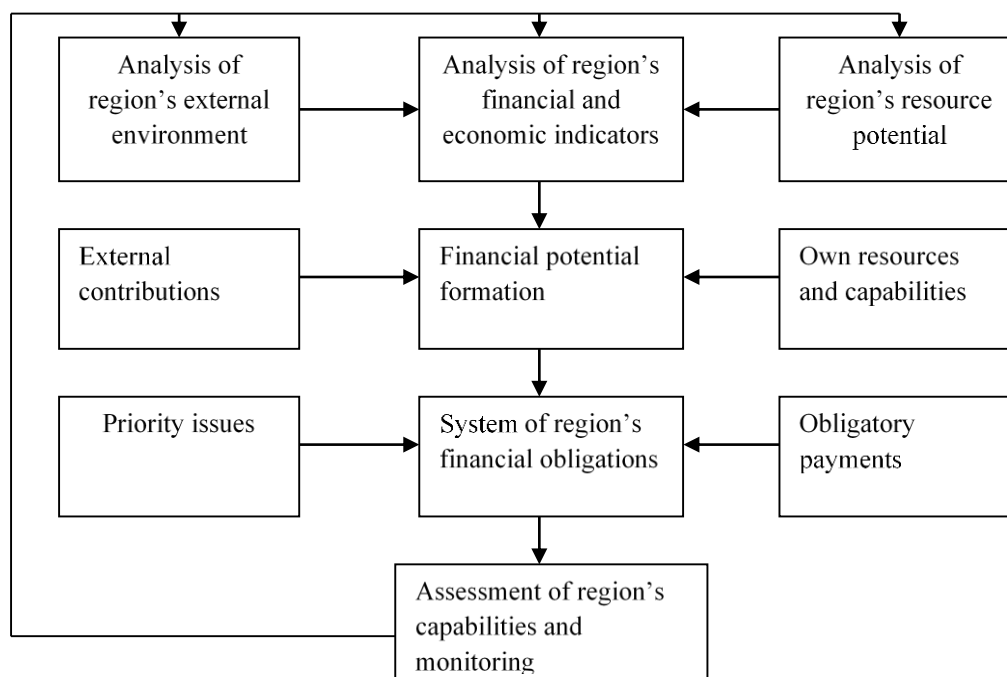 Analysis of
region’s external
environment
Analysis of region’s
financial and
economic indicators
Analysis of
region’s resource
potential
External
contributions
Financial potential
formation
Own resources
and capabilities
Priority issues
System of region’s
financial obligations
Obligatory
payments
Assessment of region’s
capabilities and
monitoring